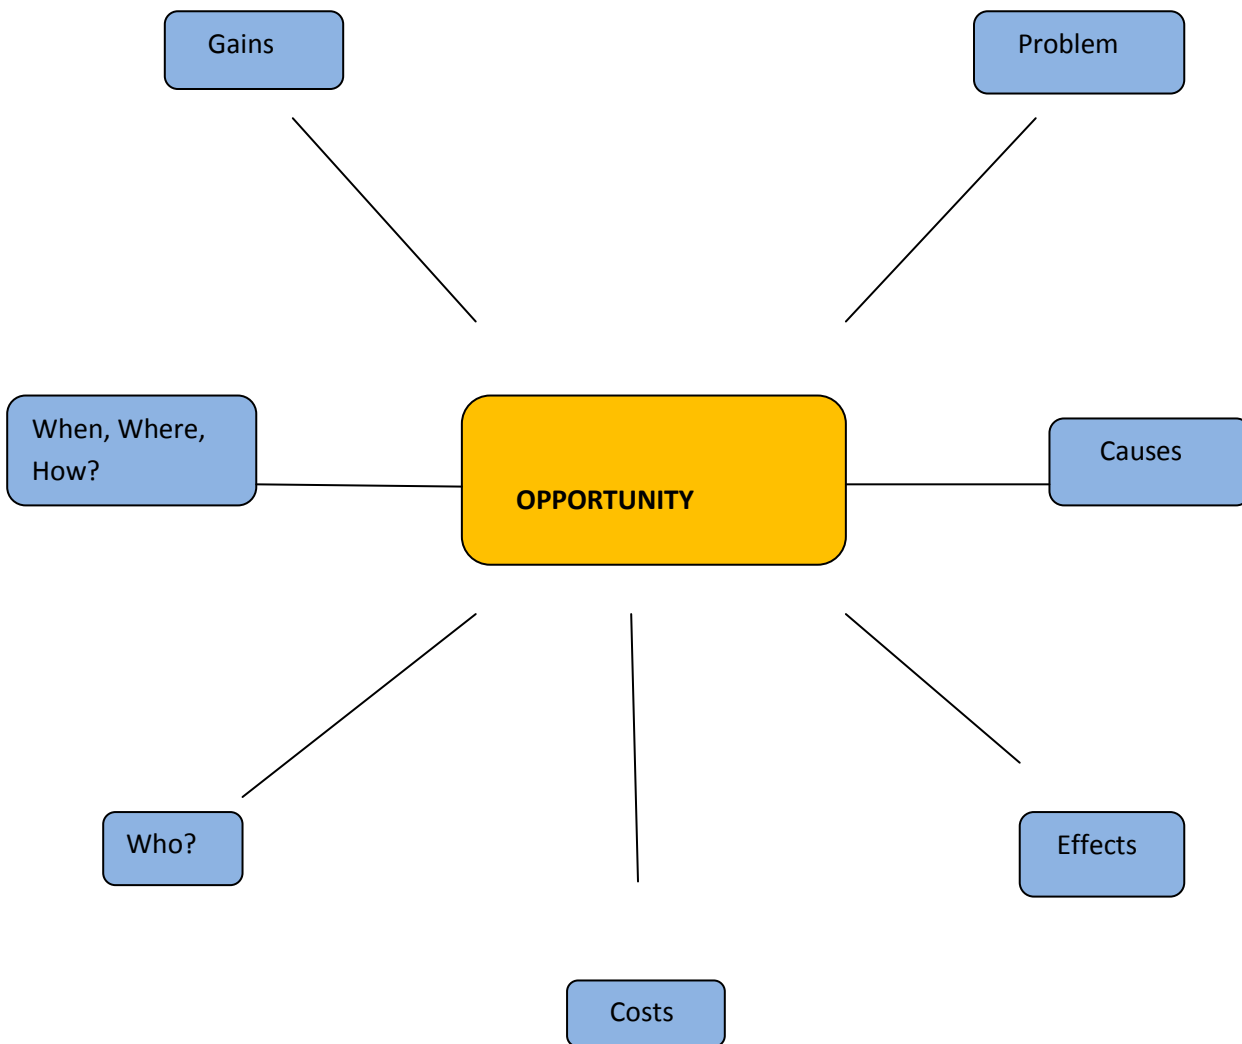 Gains
Problem
When, Where,
How?
OPPORTUNITY
Causes
Who?
Effects
Costs